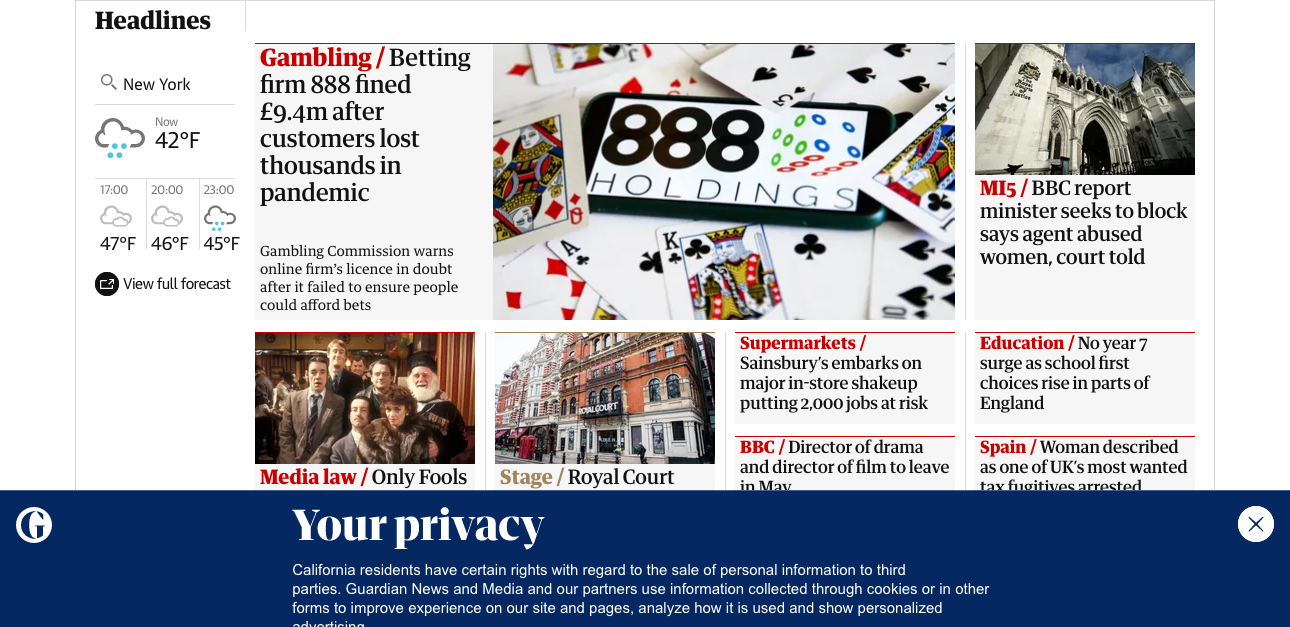 Headlines
New York
Now
42°F
17:00
20:00
23:00
47°F
46°F
45°F
View full forecast
Gambling / Betting
firm 888 fined
£9.4m after
customers lost
thousands in
pandemic
Gambling Commission warns
online firm's licence in doubt
after it failed to ensure people
could afford bets
888
HOLDINGS
A
K
MI5 / BBC report
minister seeks to block
says agent abused
women, court told
Media law / Only Fools
ROYAL COURT
Stage / Royal Court
Supermarkets /
Sainsbury's embarks on
major in-store shakeup
putting 2,000 jobs at risk
BBC / Director of drama
and director of film to leave
in May
Education / No year 7
surge as school first
choices rise in parts of
England
Spain / Woman described
as one of UK's most wanted
tax fugitives arrested
G
Your privacy
California residents have certain rights with regard to the sale of personal information to third
parties. Guardian News and Media and our partners use information collected through cookies or in other
forms to improve experience on our site and pages, analyze how it is used and show personalized
advertising.